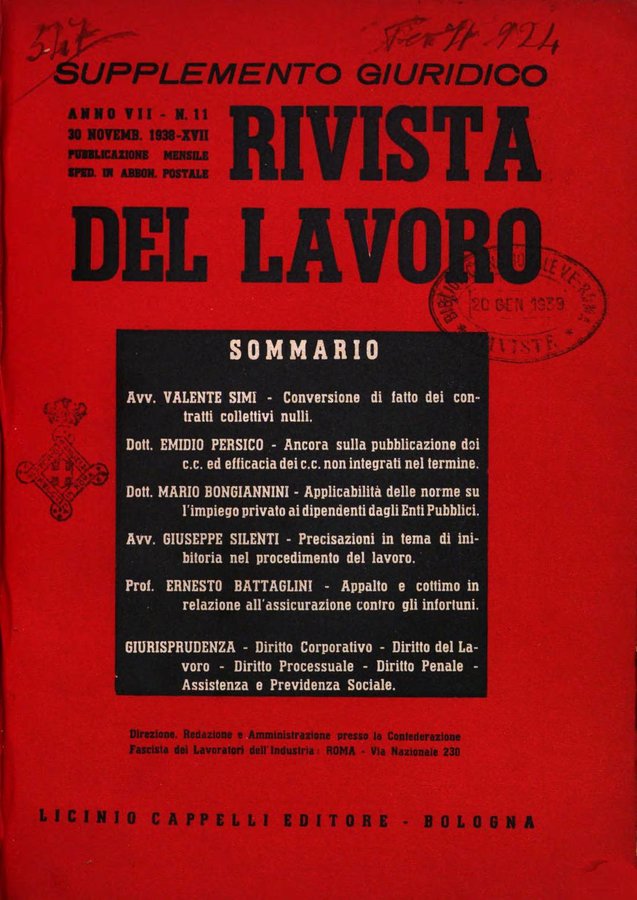 SUPPLEMENTO GIURIDICO
ANNO VII - N. 11
30 NOVEMB. 1938-XVII
PUBBLICAZIONE MENSILE
SPED. IN ABBON. POSTALE
RIVISTA
DEL LAVORO
20 GEN 1939
RIVISTE
SOMMARIO
Avv. VALENTE SIMI - Conversione di fatto dei con-
tratti collettivi nulli.
Dott. EMIDIO PERSICO - Ancora sulla pubblicazione dei
c.c. ed efficacia dei c.c. non integrati nel termine.
Dott. MARIO BONGIANNINI - Applicabilità delle norme su
l'impiego privato ai dipendenti dagli Enti Pubblici.
Avv. GIUSEPPE SILENTI - Precisazioni in tema di ini-
bitoria nel procedimento del lavoro.
Prof. ERNESTO BATTAGLINI - Appalto e cottimo in
relazione all'assicurazione contro gli infortuni.
GIURISPRUDENZA - Diritto Corporativo - Diritto del La-
voro - Diritto Processuale - Diritto Penale -
Assistenza e Previdenza Sociale.
Direzione, Redazione e Amministrazione presso la Confederazione
Fascista dei Lavoratori dell'Industria: ROMA - Via Nazionale 230
LICINIO CAPPELLI EDITORE - BOLOGNA